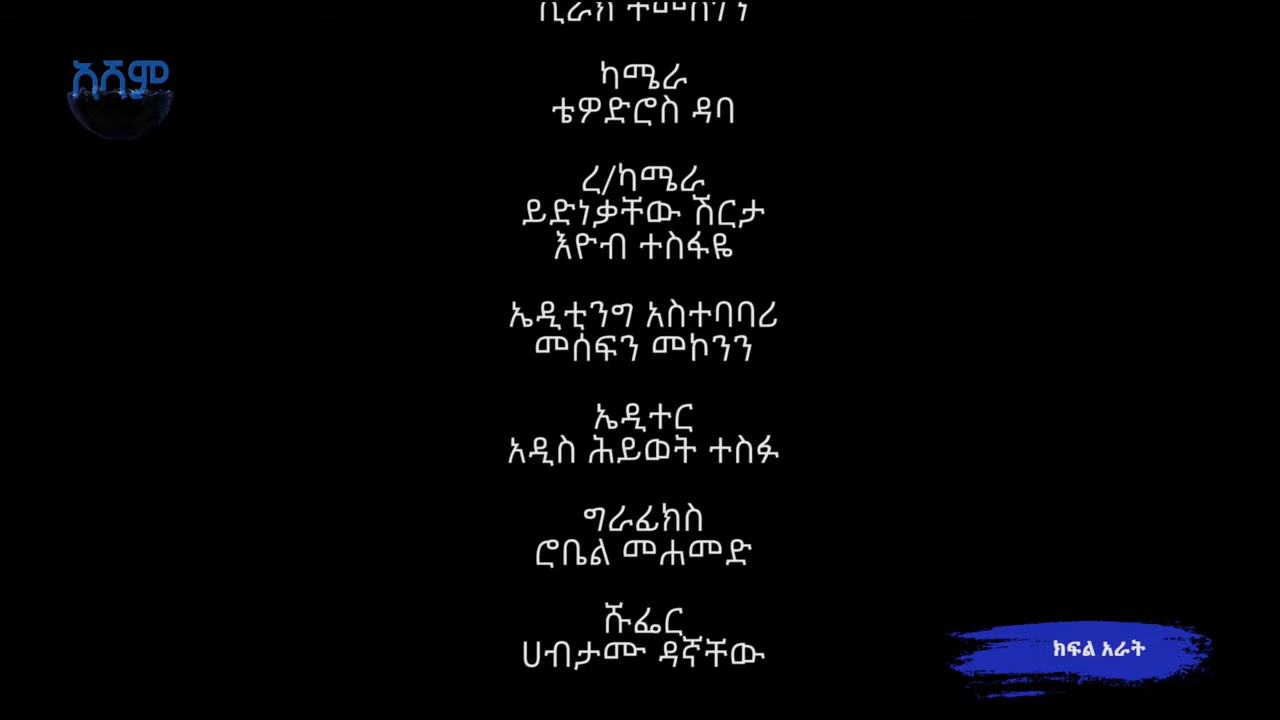 አሻም
ካሜራ
ቴዎድሮስ ዳባ
ረ/ካሜራ
ይድነቃቸው ሽርታ
እዮብ ተስፋዬ
ኤዲቲንግ አስተባባሪ
መሰፍን መኮንን
ኤዲተር
አዲስ ሕይወት ተስፉ
ግራፊክስ
ሮቤል መሐመድ
ሹፌር
ሀብታሙ ዳኛቸው
ክፍል አራት